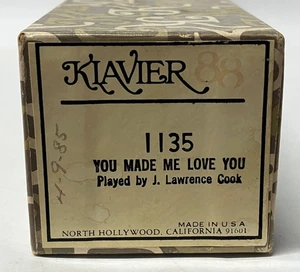 KLAVIER 88
1135
YOU MADE ME LOVE YOU
Played by J. Lawrence Cook
MADE IN U.S.A
NORTH HOLLYWOOD, CALIFORNIA 91601
4-9-85